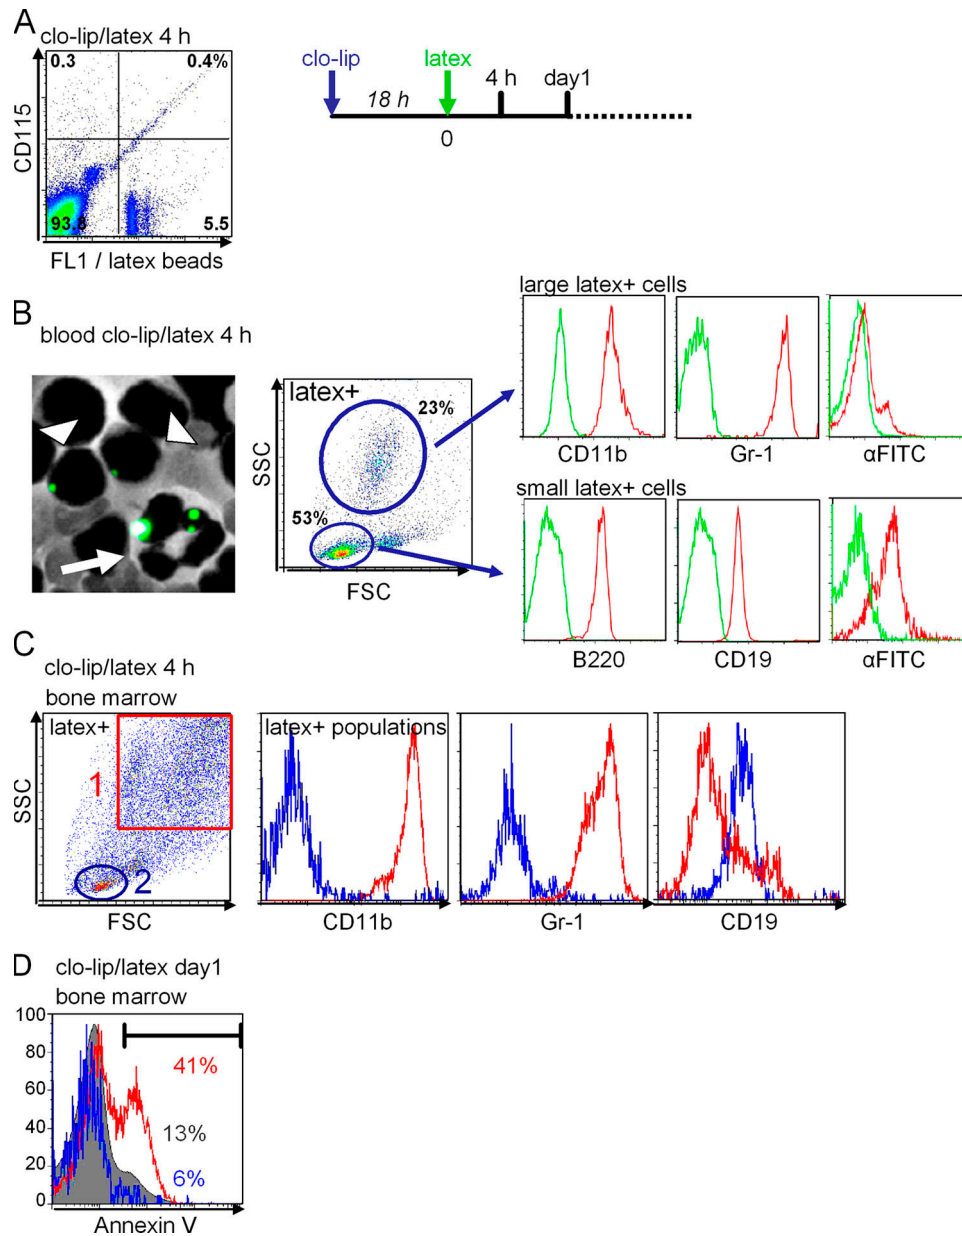 A
clo-lip/latex 4 h
0.3
0.4%
93.8
5.5
CD115
FL1 / latex beads
clo-lip
latex
18 h
4 h
day1
0
B
blood clo-lip/latex 4 h
latex+
23%
53%
SSC
FSC
large latex+ cells
CD11b
Gr-1
αFITC
small latex+ cells
B220
CD19
αFITC
C
clo-lip/latex 4 h
bone marrow
latex+
1
2
SSC
FSC
latex+ populations
CD11b
Gr-1
CD19
D
clo-lip/latex day1
bone marrow
100
80
60
40
20
0
41%
13%
6%
Annexin V